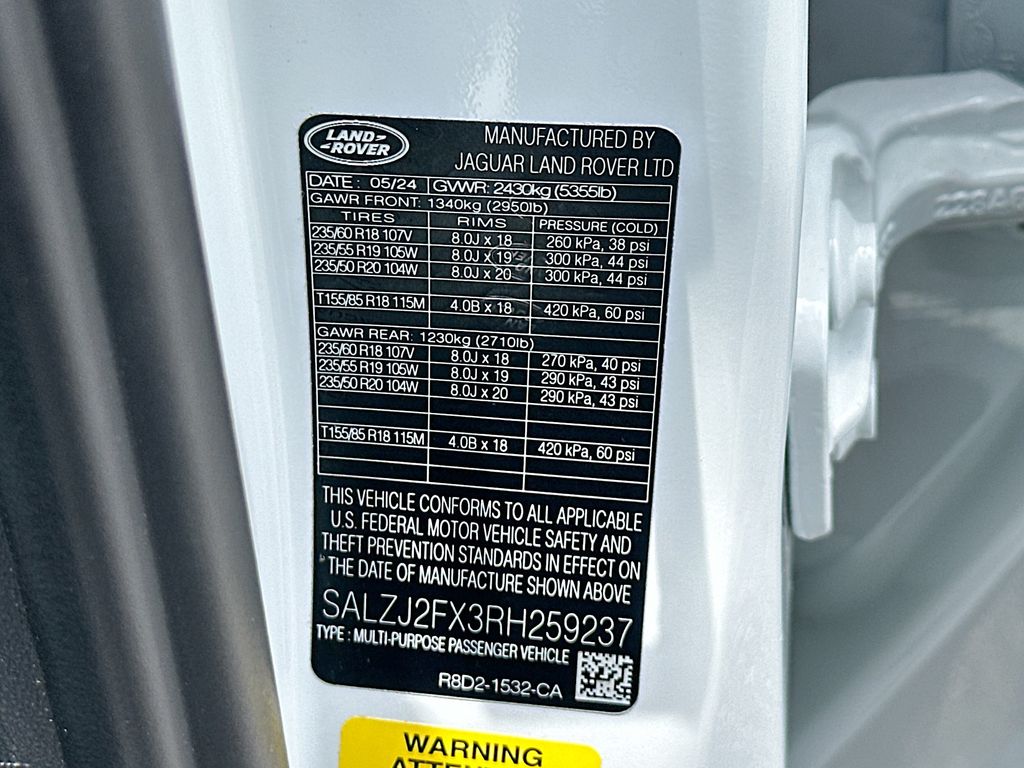 LAND ROVER
MANUFACTURED BY
JAGUAR LAND ROVER LTD
DATE: 05/24 GVWR: 2430kg (5355lb)
GAWR FRONT: 1340kg (2950lb)
TIRES RIMS PRESSURE (COLD)
235/60 R18 107V 8.0J x 18 260 kPa, 38 psi
235/55 R19 105W 8.0J x 19 300 kPa, 44 psi
235/50 R20 104W 8.0J x 20 300 kPa, 44 psi
T155/85 R18 115M 4.0B x 18 420 kPa, 60 psi
GAWR REAR: 1230kg (2710lb)
235/60 R18 107V 8.0J x 18 270 kPa, 40 psi
235/55 R19 105W 8.0J x 19 290 kPa, 43 psi
235/50 R20 104W 8.0J x 20 290 kPa, 43 psi
T155/85 R18 115M 4.0B x 18 420 kPa, 60 psi
THIS VEHICLE CONFORMS TO ALL APPLICABLE
U.S. FEDERAL MOTOR VEHICLE SAFETY AND
THEFT PREVENTION STANDARDS IN EFFECT ON
THE DATE OF MANUFACTURE SHOWN ABOVE
SALZJ2FX3RH259237
TYPE : MULTI-PURPOSE PASSENGER VEHICLE
R8D2-1532-CA
WARNING